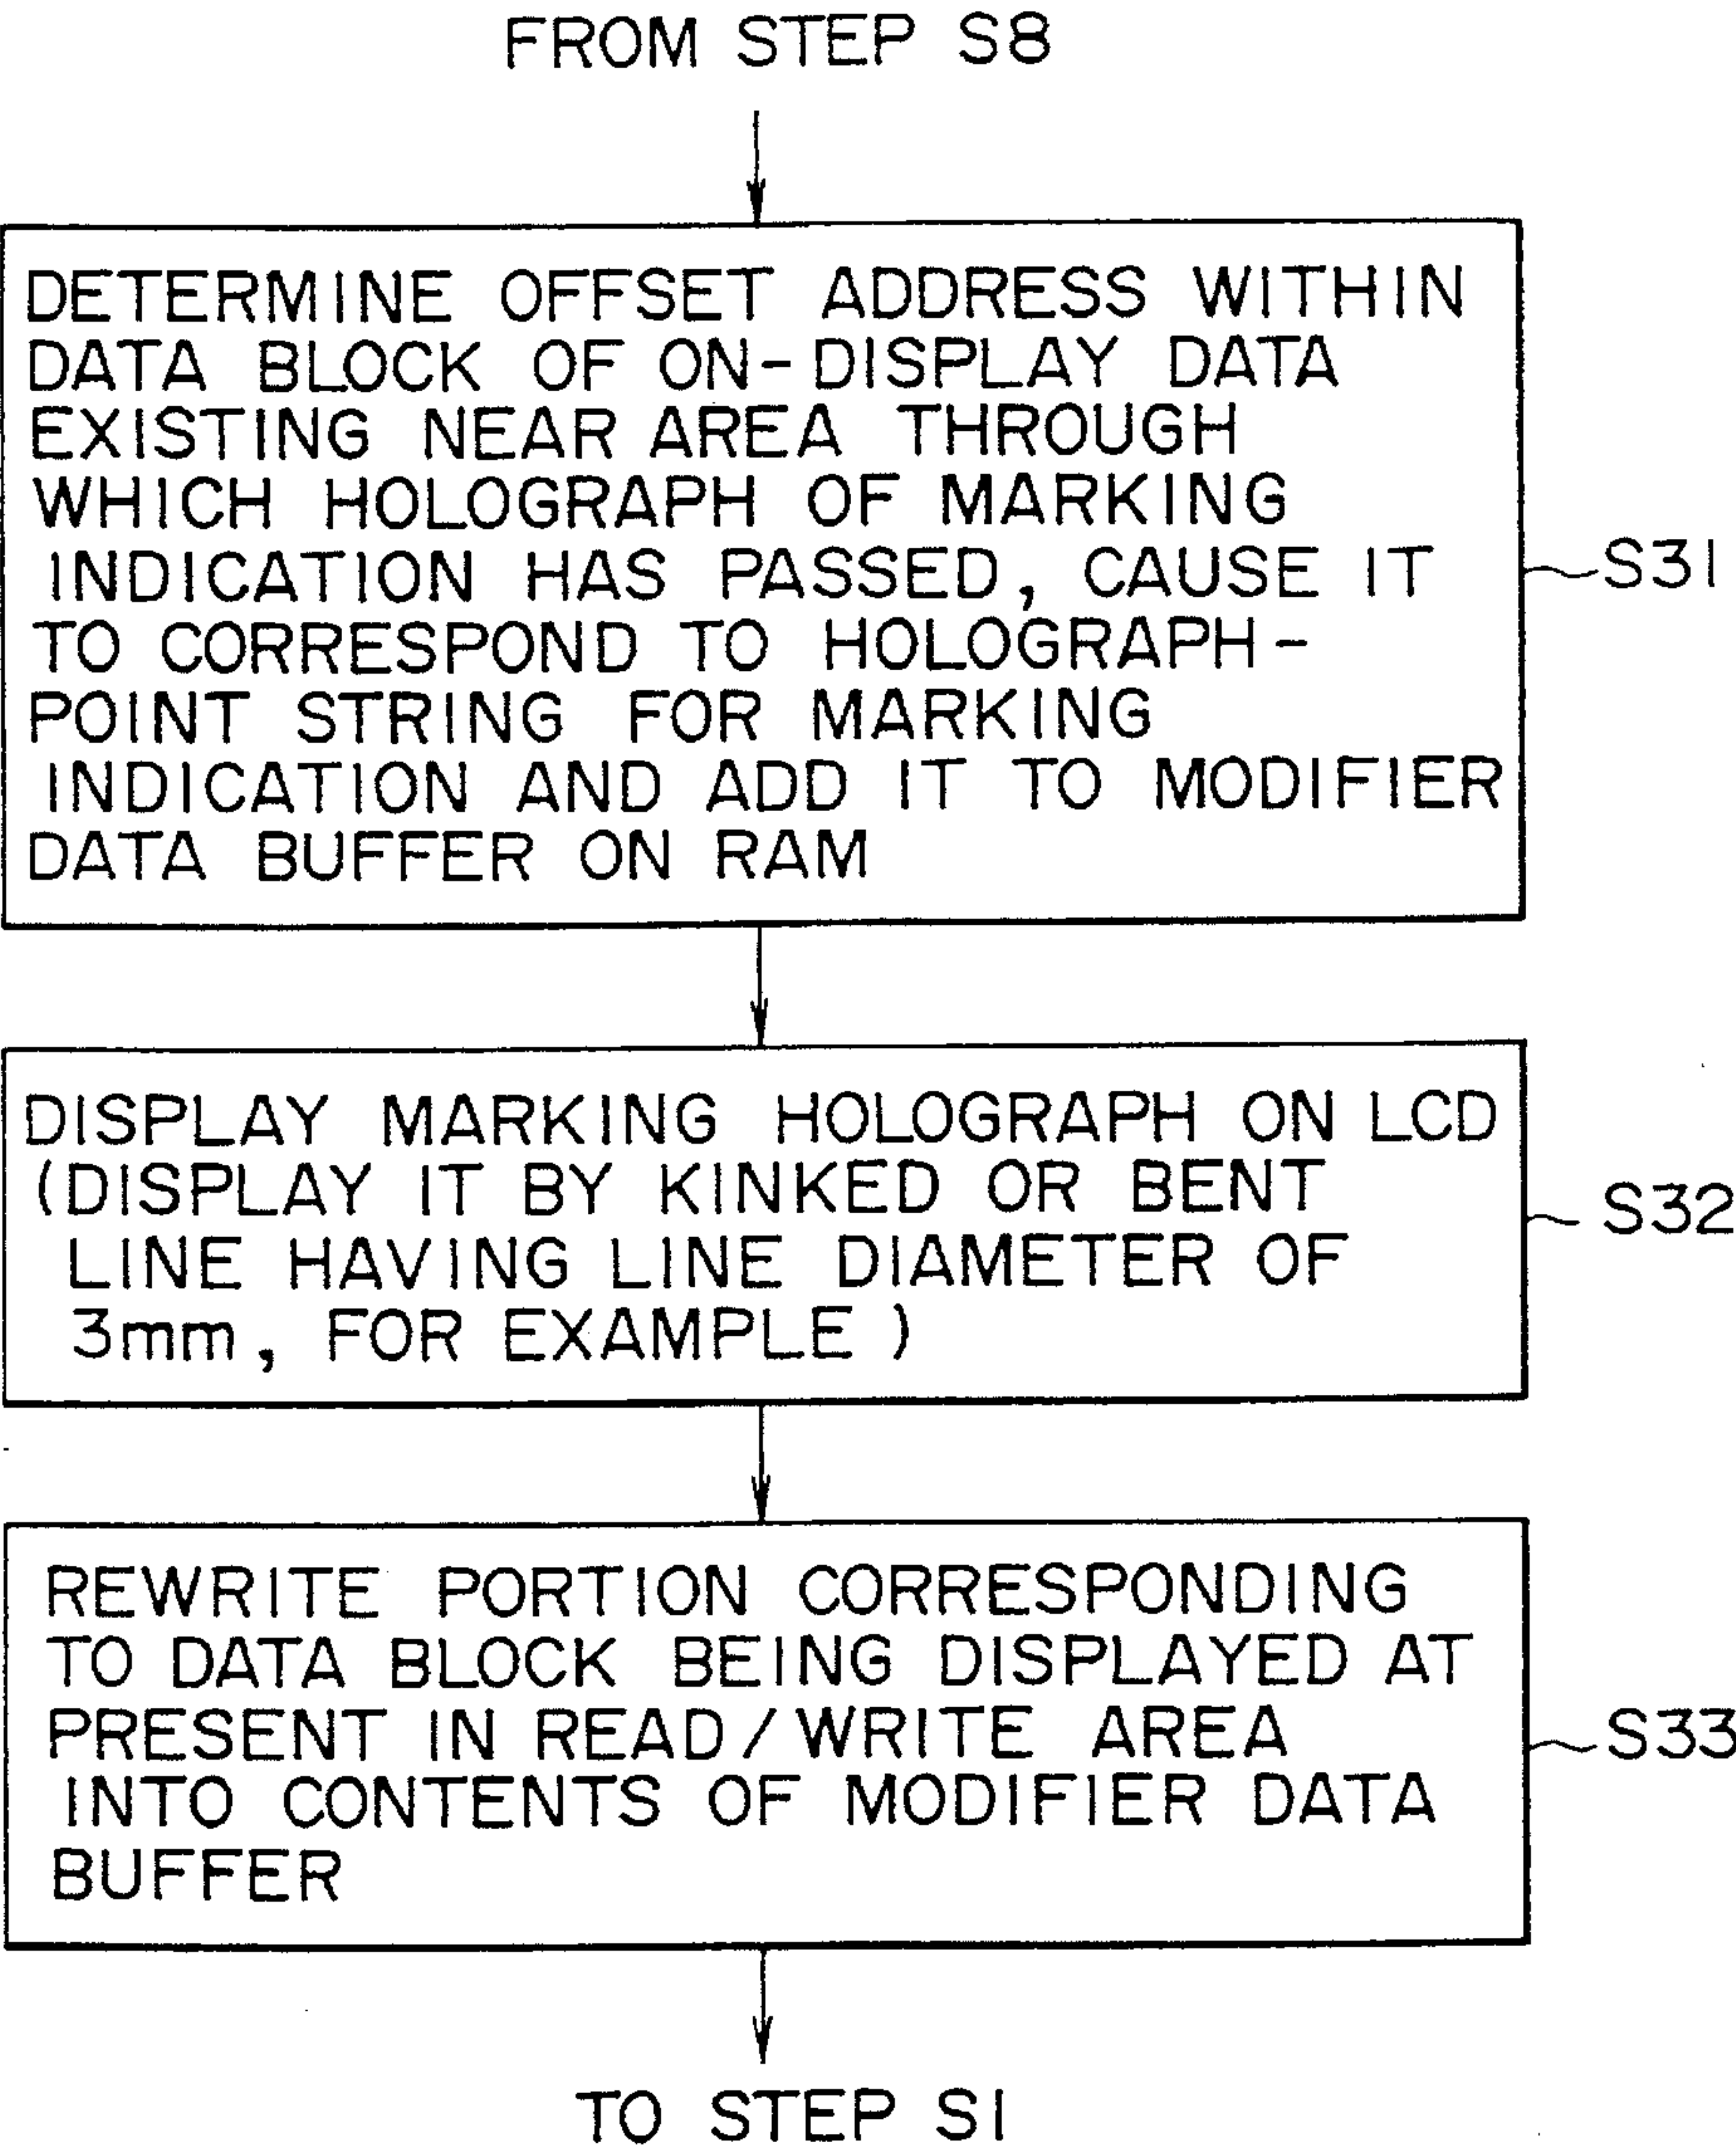 FROM STEP S8
DETERMINE OFFSET ADDRESS WITHIN
DATA BLOCK OF ON-DISPLAY DATA
EXISTING NEAR AREA THROUGH
WHICH HOLOGRAPH OF MARKING
INDICATION HAS PASSED, CAUSE IT
TO CORRESPOND TO HOLOGRAPH-
POINT STRING FOR MARKING
INDICATION AND ADD IT TO MODIFIER
DATA BUFFER ON RAM
S31
DISPLAY MARKING HOLOGRAPH ON LCD
(DISPLAY IT BY KINKED OR BENT
LINE HAVING LINE DIAMETER OF
3mm, FOR EXAMPLE)
S32
REWRITE PORTION CORRESPONDING
TO DATA BLOCK BEING DISPLAYED AT
PRESENT IN READ/WRITE AREA
INTO CONTENTS OF MODIFIER DATA
BUFFER
S33
TO STEP S1